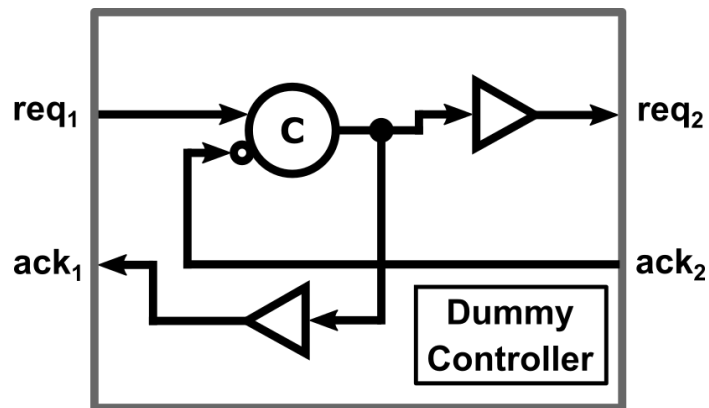 req₁
C
req₂
ack₁
ack₂
Dummy
Controller